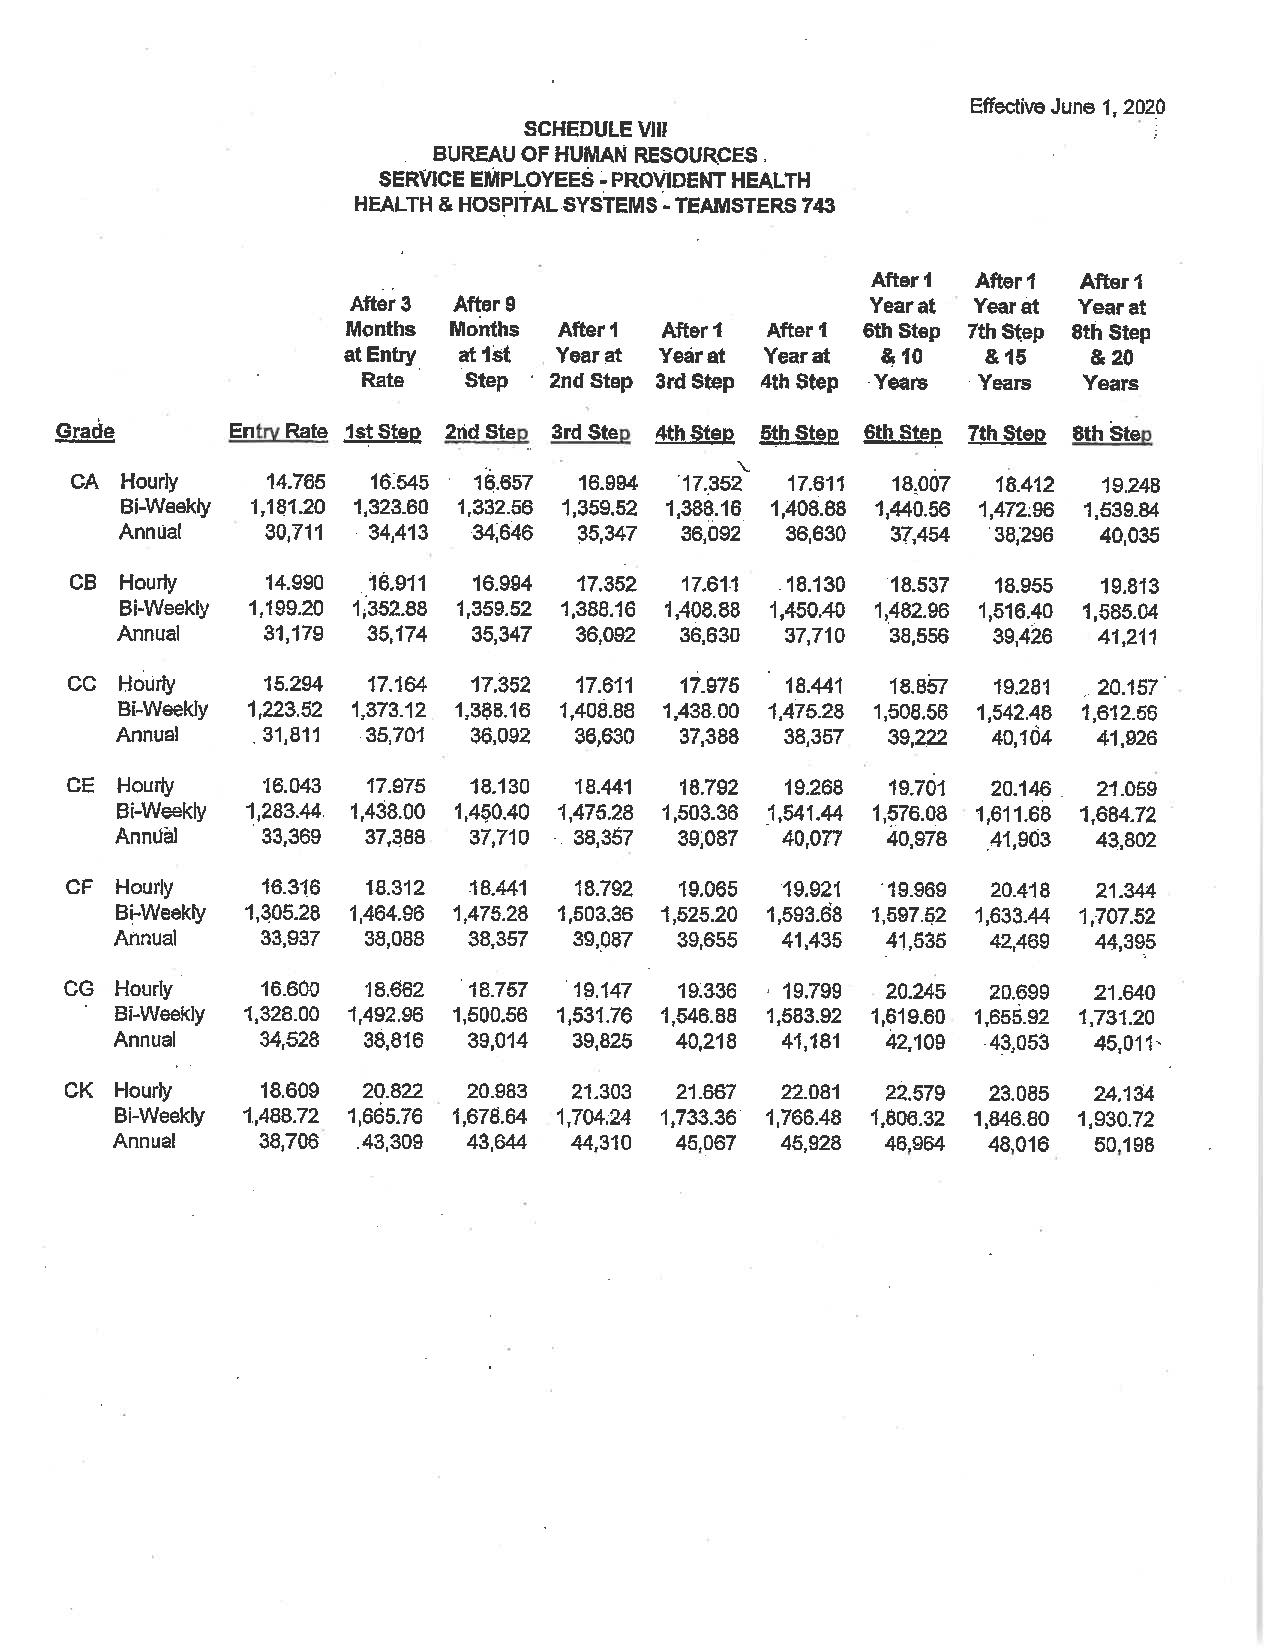 Effective June 1, 2020
SCHEDULE VIII
BUREAU OF HUMAN RESOURCES
SERVICE EMPLOYEES - PROVIDENT HEALTH
HEALTH & HOSPITAL SYSTEMS - TEAMSTERS 743
After 1 After 1 After 1
After 3 After 9 Year at Year at Year at
Months Months After 1 After 1 After 1 6th Step 7th Step 8th Step
at Entry at 1st Year at Year at Year at & 10 & 15 & 20
Rate Step 2nd Step 3rd Step 4th Step Years Years Years
Grade Entry Rate 1st Step 2nd Step 3rd Step 4th Step 5th Step 6th Step 7th Step 8th Step
CA Hourly 14.765 16.545 16.657 16.994 17.352 17.611 18.007 18.412 19.248
Bi-Weekly 1,181.20 1,323.60 1,332.56 1,359.52 1,388.16 1,408.88 1,440.56 1,472.96 1,539.84
Annual 30,711 34,413 34,646 35,347 36,092 36,630 37,454 38,296 40,035
CB Hourly 14.990 16.911 16.994 17.352 17.611 18.130 18.537 18.955 19.813
Bi-Weekly 1,199.20 1,352.88 1,359.52 1,388.16 1,408.88 1,450.40 1,482.96 1,516.40 1,585.04
Annual 31,179 35,174 35,347 36,092 36,630 37,710 38,556 39,426 41,211
CC Hourly 15.294 17.164 17.352 17.611 17.975 18.441 18.857 19.281 20.157
Bi-Weekly 1,223.52 1,373.12 1,388.16 1,408.88 1,438.00 1,475.28 1,508.56 1,542.48 1,612.56
Annual 31,811 35,701 36,092 36,630 37,388 38,357 39,222 40,104 41,926
CE Hourly 16.043 17.975 18.130 18.441 18.792 19.268 19.701 20.146 21.059
Bi-Weekly 1,283.44 1,438.00 1,450.40 1,475.28 1,503.36 1,541.44 1,576.08 1,611.68 1,684.72
Annual 33,369 37,388 37,710 38,357 39,087 40,077 40,978 41,903 43,802
CF Hourly 16.316 18.312 18.441 18.792 19.065 19.921 19.969 20.418 21.344
Bi-Weekly 1,305.28 1,464.96 1,475.28 1,503.36 1,525.20 1,593.68 1,597.52 1,633.44 1,707.52
Annual 33,937 38,088 38,357 39,087 39,655 41,435 41,535 42,469 44,395
CG Hourly 16.600 18.662 18.757 19.147 19.336 19.799 20.245 20.699 21.640
Bi-Weekly 1,328.00 1,492.96 1,500.56 1,531.76 1,546.88 1,583.92 1,619.60 1,655.92 1,731.20
Annual 34,528 38,816 39,014 39,825 40,218 41,181 42,109 43,053 45,011
CK Hourly 18.609 20.822 20.983 21.303 21.667 22.081 22.579 23.085 24.134
Bi-Weekly 1,488.72 1,665.76 1,678.64 1,704.24 1,733.36 1,766.48 1,806.32 1,846.80 1,930.72
Annual 38,706 43,309 43,644 44,310 45,067 45,928 46,964 48,016 50,198